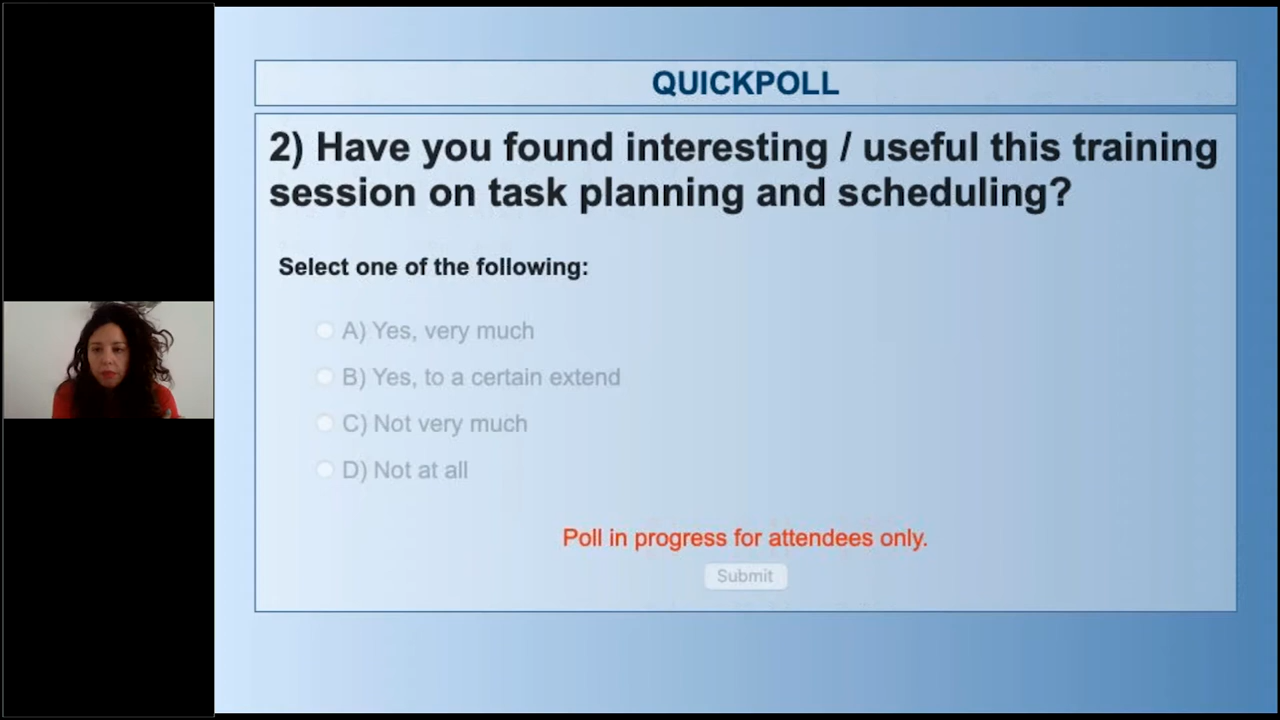 QUICKPOLL
2) Have you found interesting / useful this training
session on task planning and scheduling?
Select one of the following:
A) Yes, very much
B) Yes, to a certain extend
C) Not very much
D) Not at all
Poll in progress for attendees only.
Submit